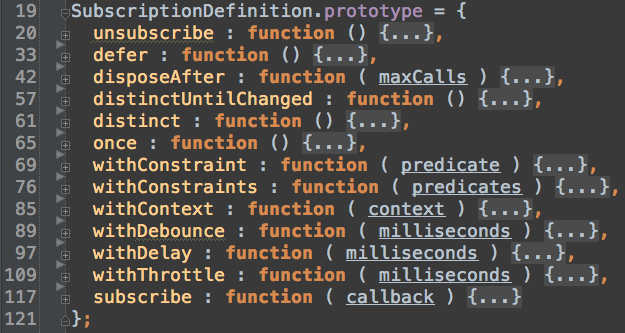 19 SubscriptionDefinition.prototype = {
20 unsubscribe : function () {...},
33 defer : function () {...},
42 disposeAfter : function ( maxCalls ) {...},
57 distinctUntilChanged : function () {...},
61 distinct : function () {...},
65 once : function () {...},
69 withConstraint : function ( predicate ) {...},
76 withConstraints : function ( predicates ) {...},
85 withContext : function ( context ) {...},
89 withDebounce : function ( milliseconds ) {...},
97 withDelay : function ( milliseconds ) {...},
109 withThrottle : function ( milliseconds ) {...},
117 subscribe : function ( callback ) {...}
121 };